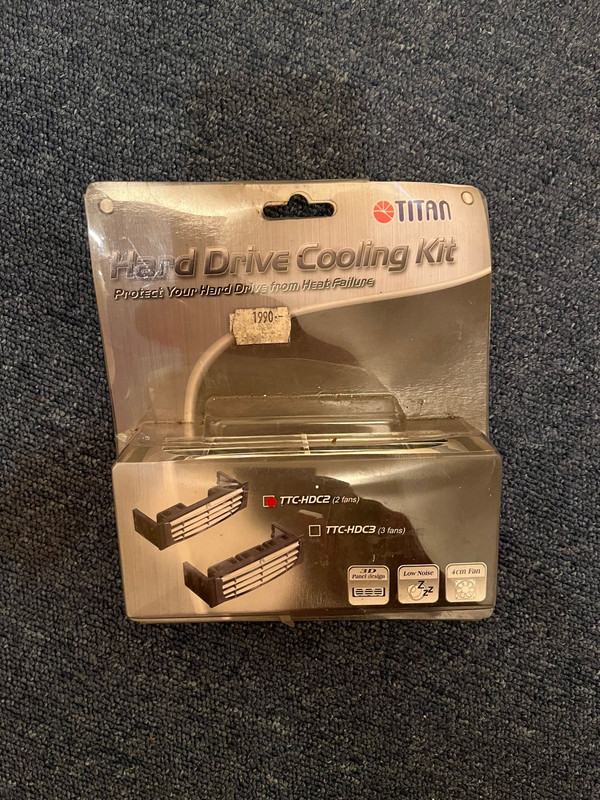 TITAN
Hard Drive Cooling Kit
Protect Your Hard Drive from Heat Failure
1990.-
TTC-HDC2 (2 fans)
TTC-HDC3 (3 fans)
3D
Panel design
Low Noise
ZZZ
4cm Fan